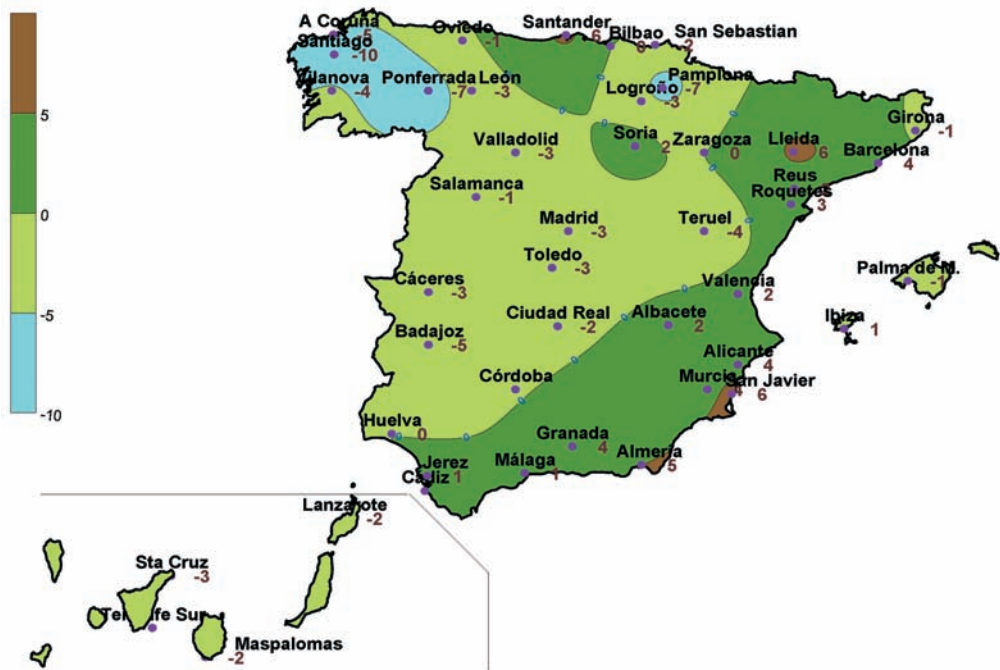 A Coruña -5
Santiago -10
Vilanova -4
Oviedo -1
Santander 6
Bilbao 0
San Sebastian 2
Ponferrada -7
León -3
Pamplona -7
Logroño -3
Valladolid -3
Soria 2
Zaragoza 0
Lleida 6
Girona -1
Barcelona 4
Reus
Roquetes 3
Salamanca -1
Madrid -3
Teruel -4
Toledo -3
Cáceres -3
Valencia 2
Palma de M. -1
Ibiza 1
Ciudad Real -2
Albacete 2
Badajoz -5
Alicante 4
Córdoba
Murcia 4
San Javier 6
Huelva 0
Granada 4
Almería 5
Jerez 1
Málaga 1
Cádiz
Lanzarote -2
Sta Cruz -3
Tenerife Sur
Maspalomas -2
5
0
-5
-10